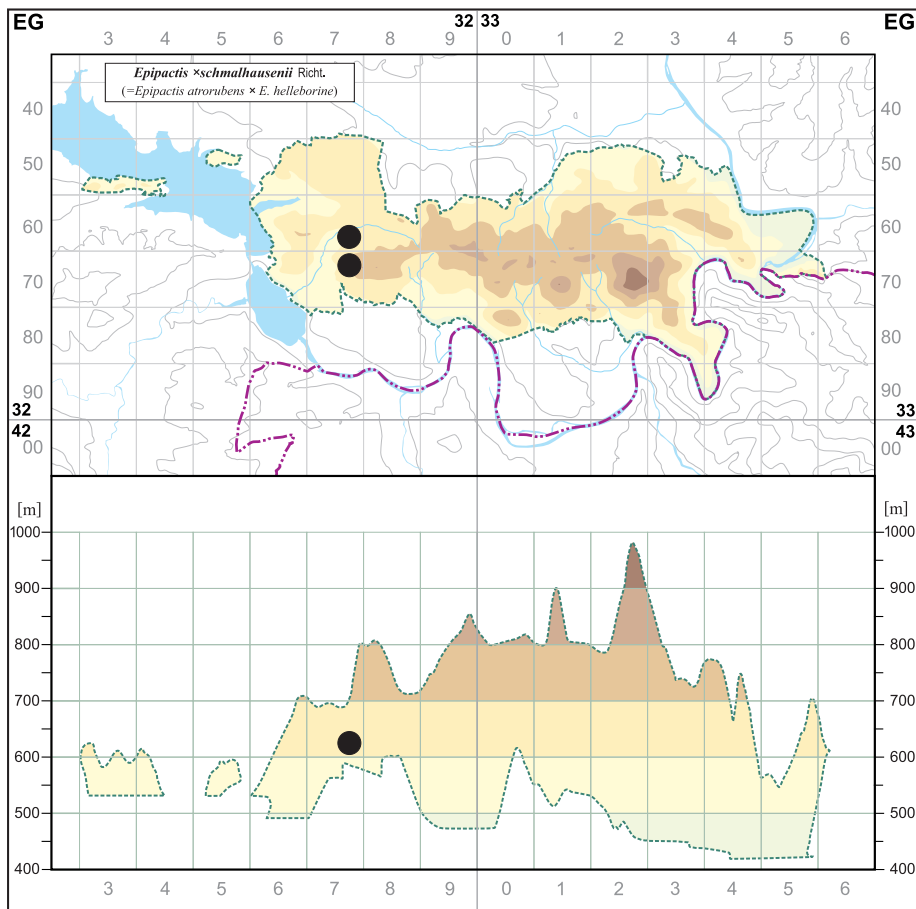 EG 32 33 EG
3 4 5 6 7 8 9 0 1 2 3 4 5 6
Epipactis ×schmalhausenii Richt.
(=Epipactis atrorubens × E. helleborine)
40 40
50 50
60 60
70 70
80 80
90 90
32 33
42 43
00 00
[m] [m]
1000 1000
900 900
800 800
700 700
600 600
500 500
400 400
3 4 5 6 7 8 9 0 1 2 3 4 5 6